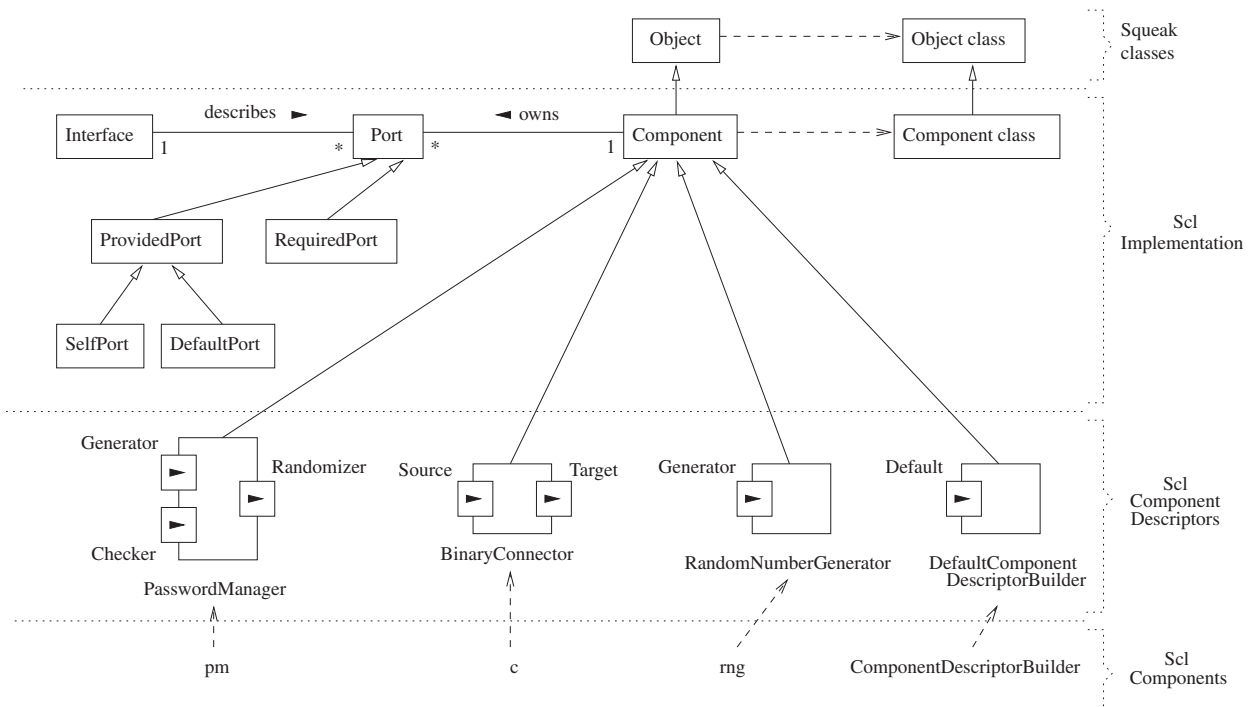 Object
Object class
Squeak
classes
describes
owns
Interface
Port
Component
Component class
1
*
*
1
ProvidedPort
RequiredPort
Scl
Implementation
SelfPort
DefaultPort
Generator
Randomizer
Checker
PasswordManager
Source
Target
BinaryConnector
Generator
RandomNumberGenerator
Default
DefaultComponent
DescriptorBuilder
Scl
Component
Descriptors
pm
c
rng
ComponentDescriptorBuilder
Scl
Components